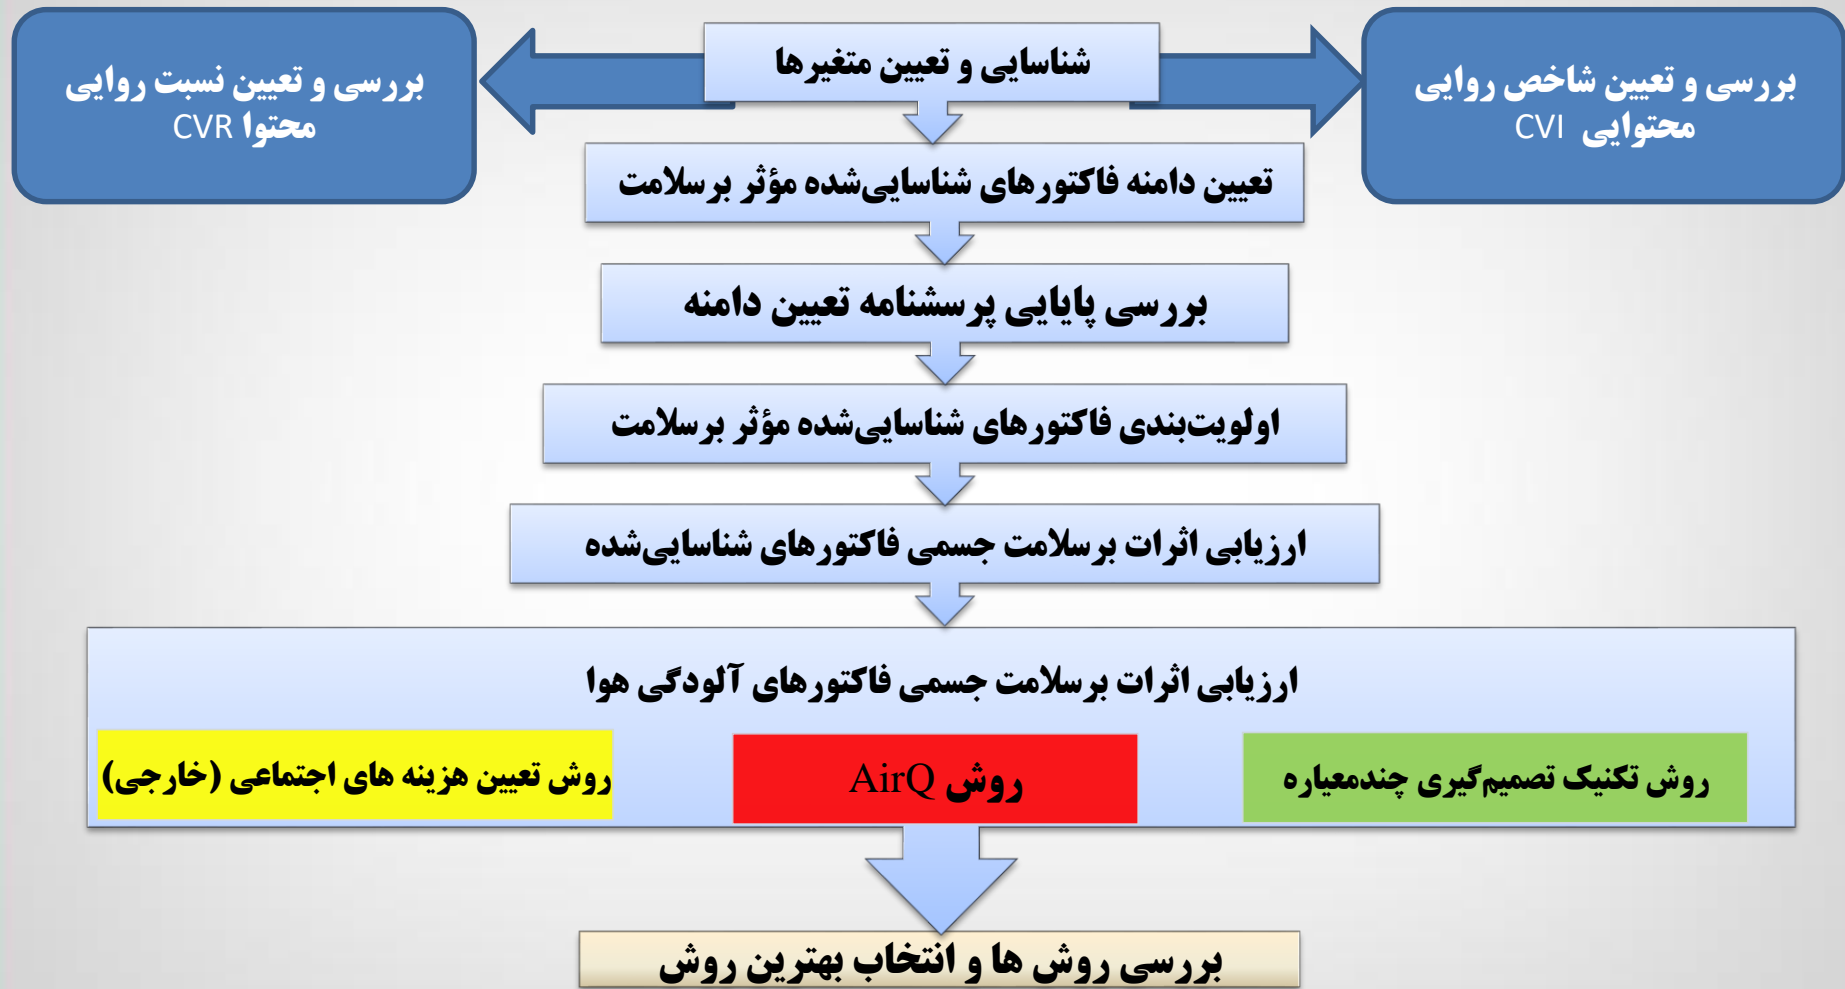 شناسایی و تعیین متغیرها
بررسی و تعیین شاخص روایی
محتوایی CVI
بررسی و تعیین نسبت روایی
محتوا CVR
تعیین دامنه فاکتورهای شناسایی‌شده مؤثر برسلامت
بررسی پایایی پرسشنامه تعیین دامنه
اولویت‌بندی فاکتورهای شناسایی‌شده مؤثر برسلامت
ارزیابی اثرات برسلامت جسمی فاکتورهای شناسایی‌شده
ارزیابی اثرات برسلامت جسمی فاکتورهای آلودگی هوا
روش تکنیک تصمیم‌گیری چندمعیاره
روش AirQ
روش تعیین هزینه های اجتماعی (خارجی)
بررسی روش ها و انتخاب بهترین روش